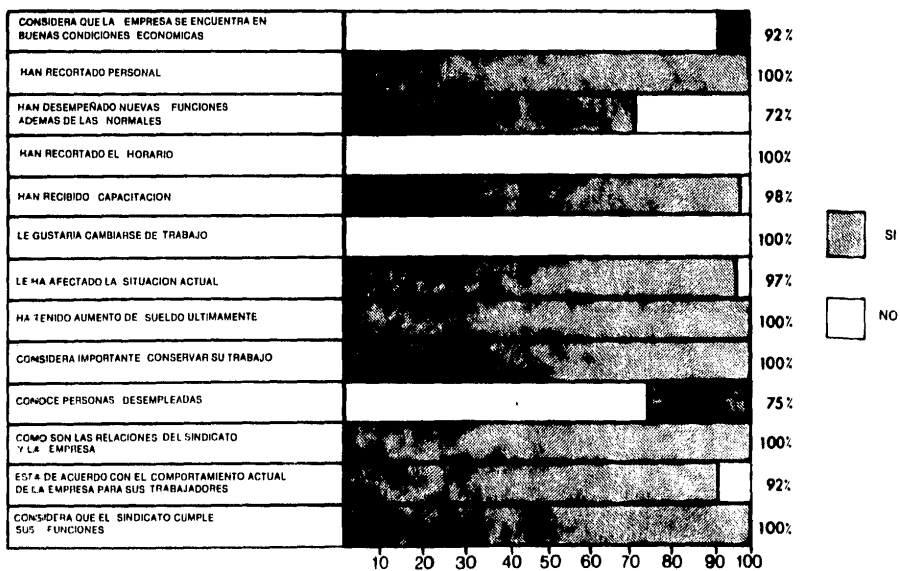 CONSIDERA QUE LA EMPRESA SE ENCUENTRA EN
BUENAS CONDICIONES ECONOMICAS
92%
HAN RECORTADO PERSONAL
100%
HAN DESEMPEÑADO NUEVAS FUNCIONES
ADEMAS DE LAS NORMALES
72%
HAN RECORTADO EL HORARIO
100%
HAN RECIBIDO CAPACITACION
98%
LE GUSTARIA CAMBIARSE DE TRABAJO
100%
LE HA AFECTADO LA SITUACION ACTUAL
97%
HA TENIDO AUMENTO DE SUELDO ULTIMAMENTE
100%
CONSIDERA IMPORTANTE CONSERVAR SU TRABAJO
100%
CONOCE PERSONAS DESEMPLEADAS
75%
COMO SON LAS RELACIONES DEL SINDICATO
Y LA EMPRESA
100%
ESTA DE ACUERDO CON EL COMPORTAMIENTO ACTUAL
DE LA EMPRESA PARA SUS TRABAJADORES
92%
CONSIDERA QUE EL SINDICATO CUMPLE
SUS FUNCIONES
100%
10 20 30 40 50 60 70 80 90 100
SI
NO